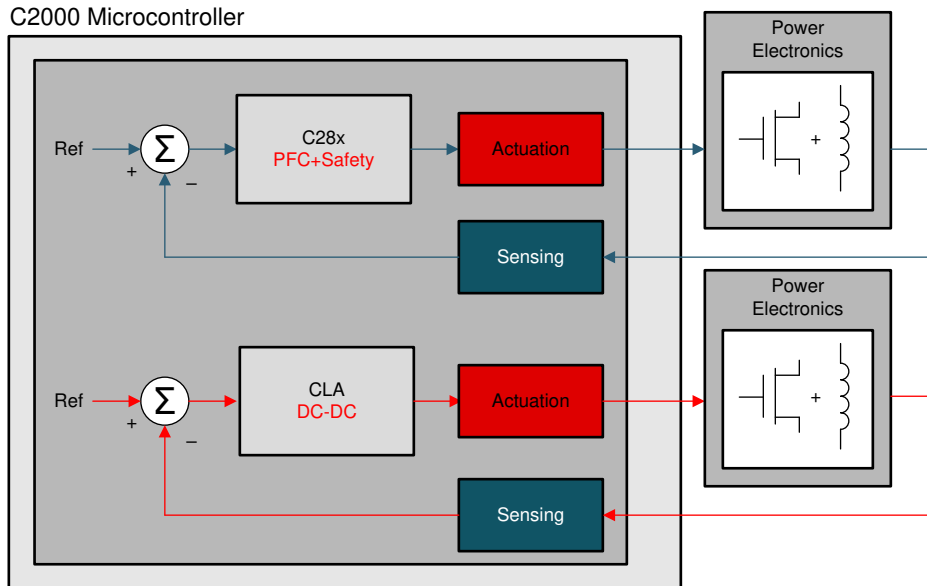 C2000 Microcontroller
Power
Electronics
Ref
Σ
+
−
C28x
PFC+Safety
Actuation
+
Sensing
Power
Electronics
Ref
Σ
+
−
CLA
DC-DC
Actuation
+
Sensing